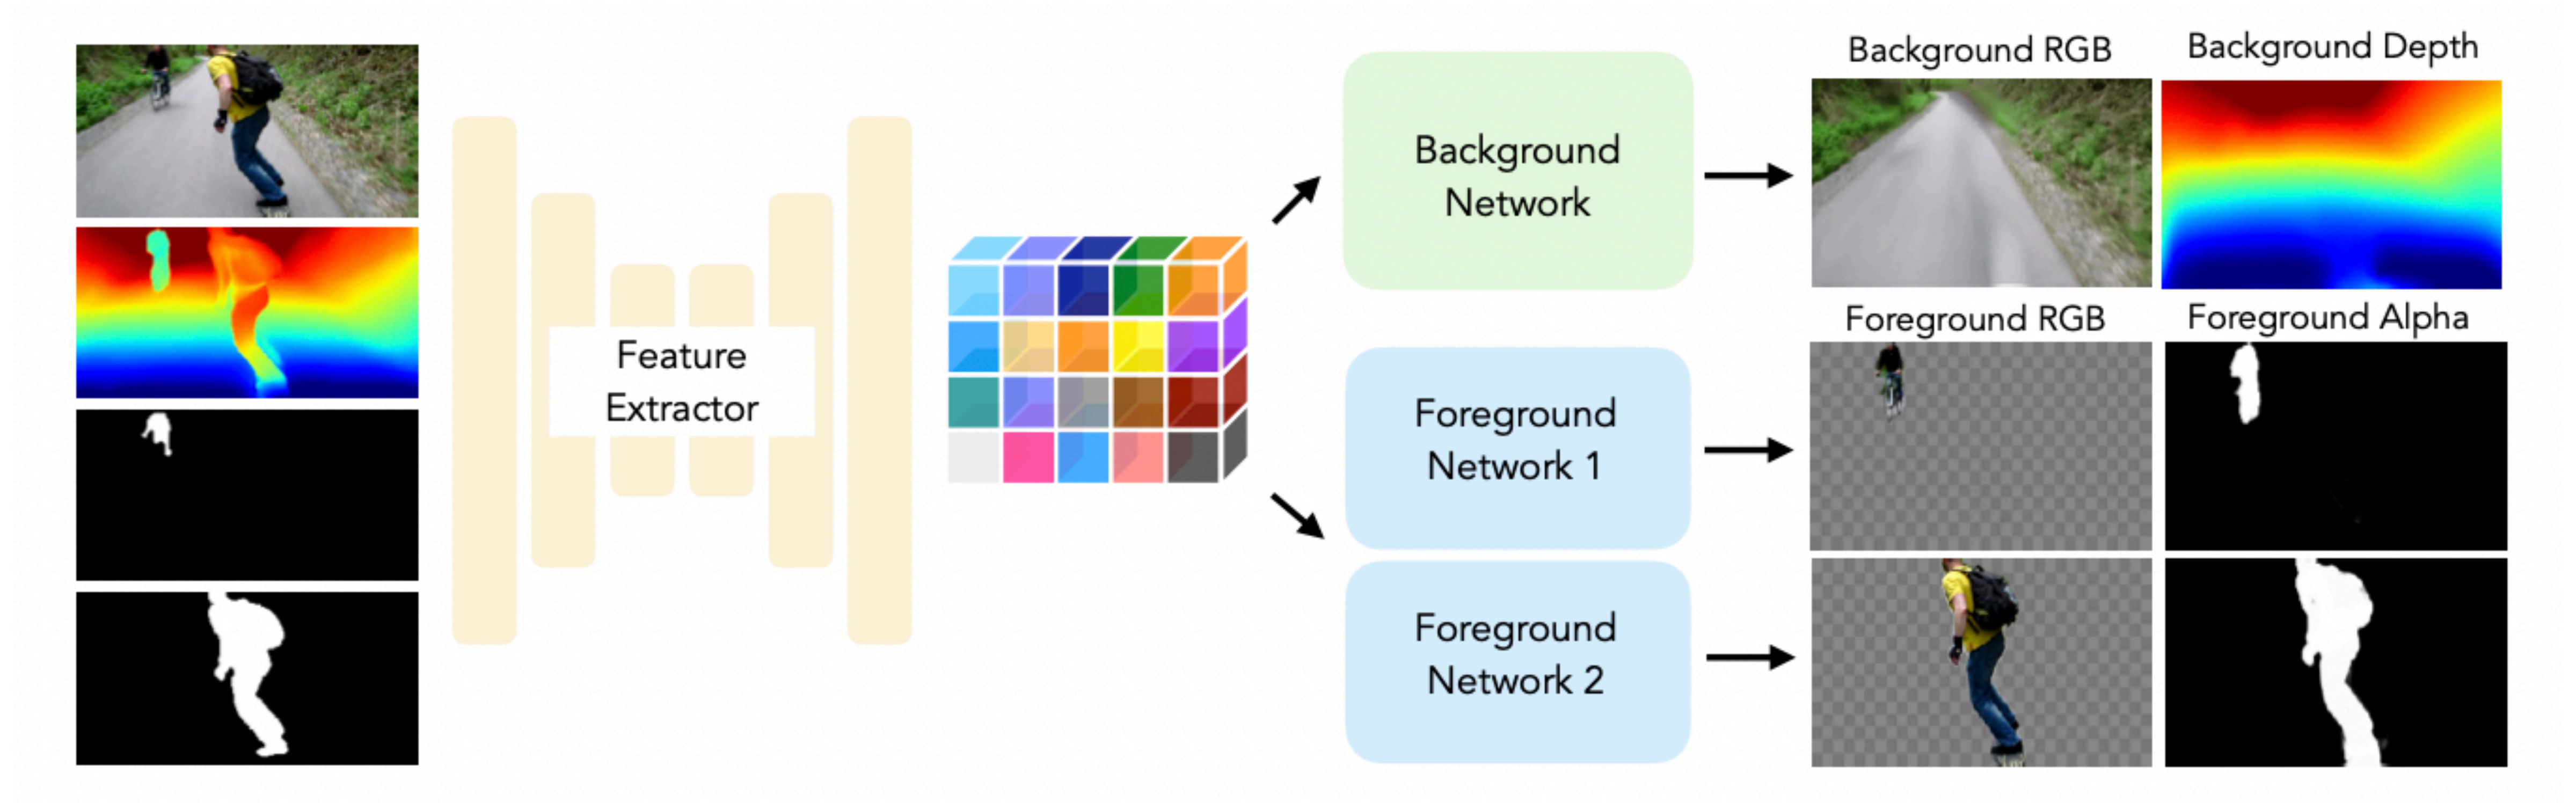 Feature
Extractor
Background
Network
Foreground
Network 1
Foreground
Network 2
Background RGB
Background Depth
Foreground RGB
Foreground Alpha